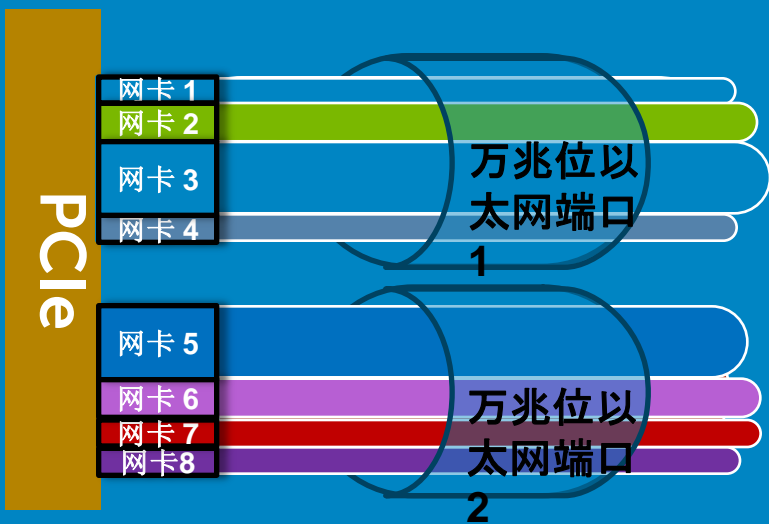 PCIe
网卡 1
网卡 2
网卡 3
网卡 4
万兆位以
太网端口
1
网卡 5
网卡 6
网卡 7
网卡8
万兆位以
太网端口
2